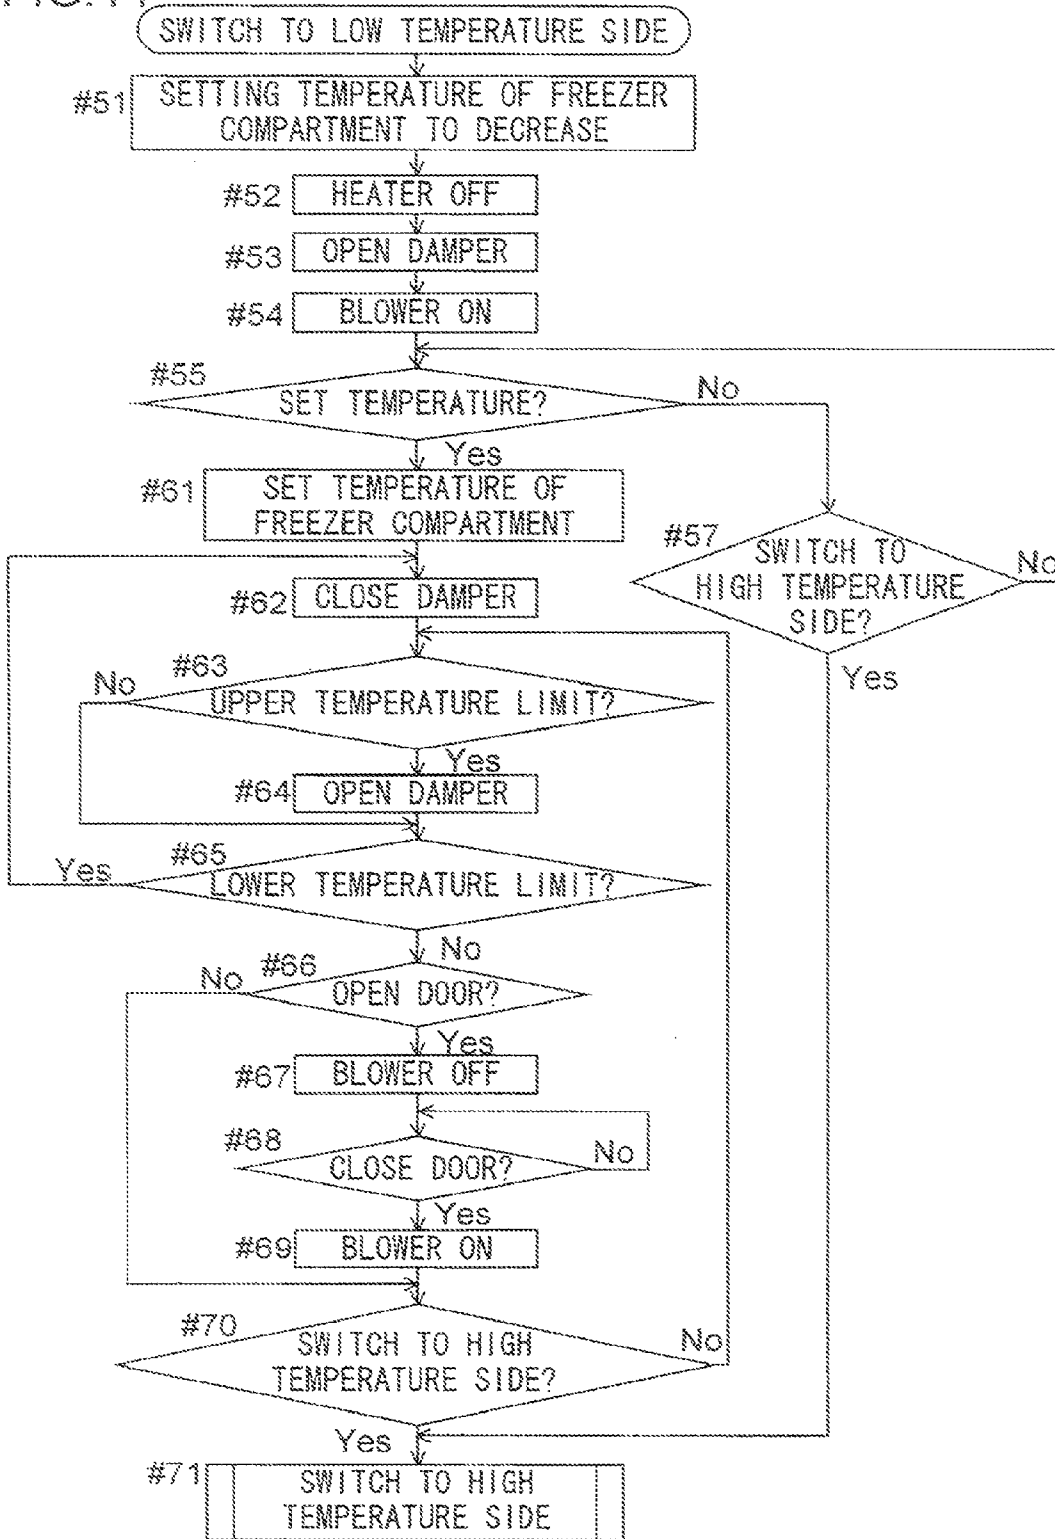 SWITCH TO LOW TEMPERATURE SIDE
#51
SETTING TEMPERATURE OF FREEZER
COMPARTMENT TO DECREASE
#52
HEATER OFF
#53
OPEN DAMPER
#54
BLOWER ON
#55
SET TEMPERATURE?
No
Yes
#61
SET TEMPERATURE OF
FREEZER COMPARTMENT
#57
SWITCH TO
HIGH TEMPERATURE
SIDE?
No
Yes
#62
CLOSE DAMPER
#63
No
UPPER TEMPERATURE LIMIT?
Yes
#64
OPEN DAMPER
#65
Yes
LOWER TEMPERATURE LIMIT?
No
#66
No
OPEN DOOR?
Yes
#67
BLOWER OFF
#68
CLOSE DOOR?
No
Yes
#69
BLOWER ON
#70
SWITCH TO HIGH
TEMPERATURE SIDE?
No
Yes
#71
SWITCH TO HIGH
TEMPERATURE SIDE